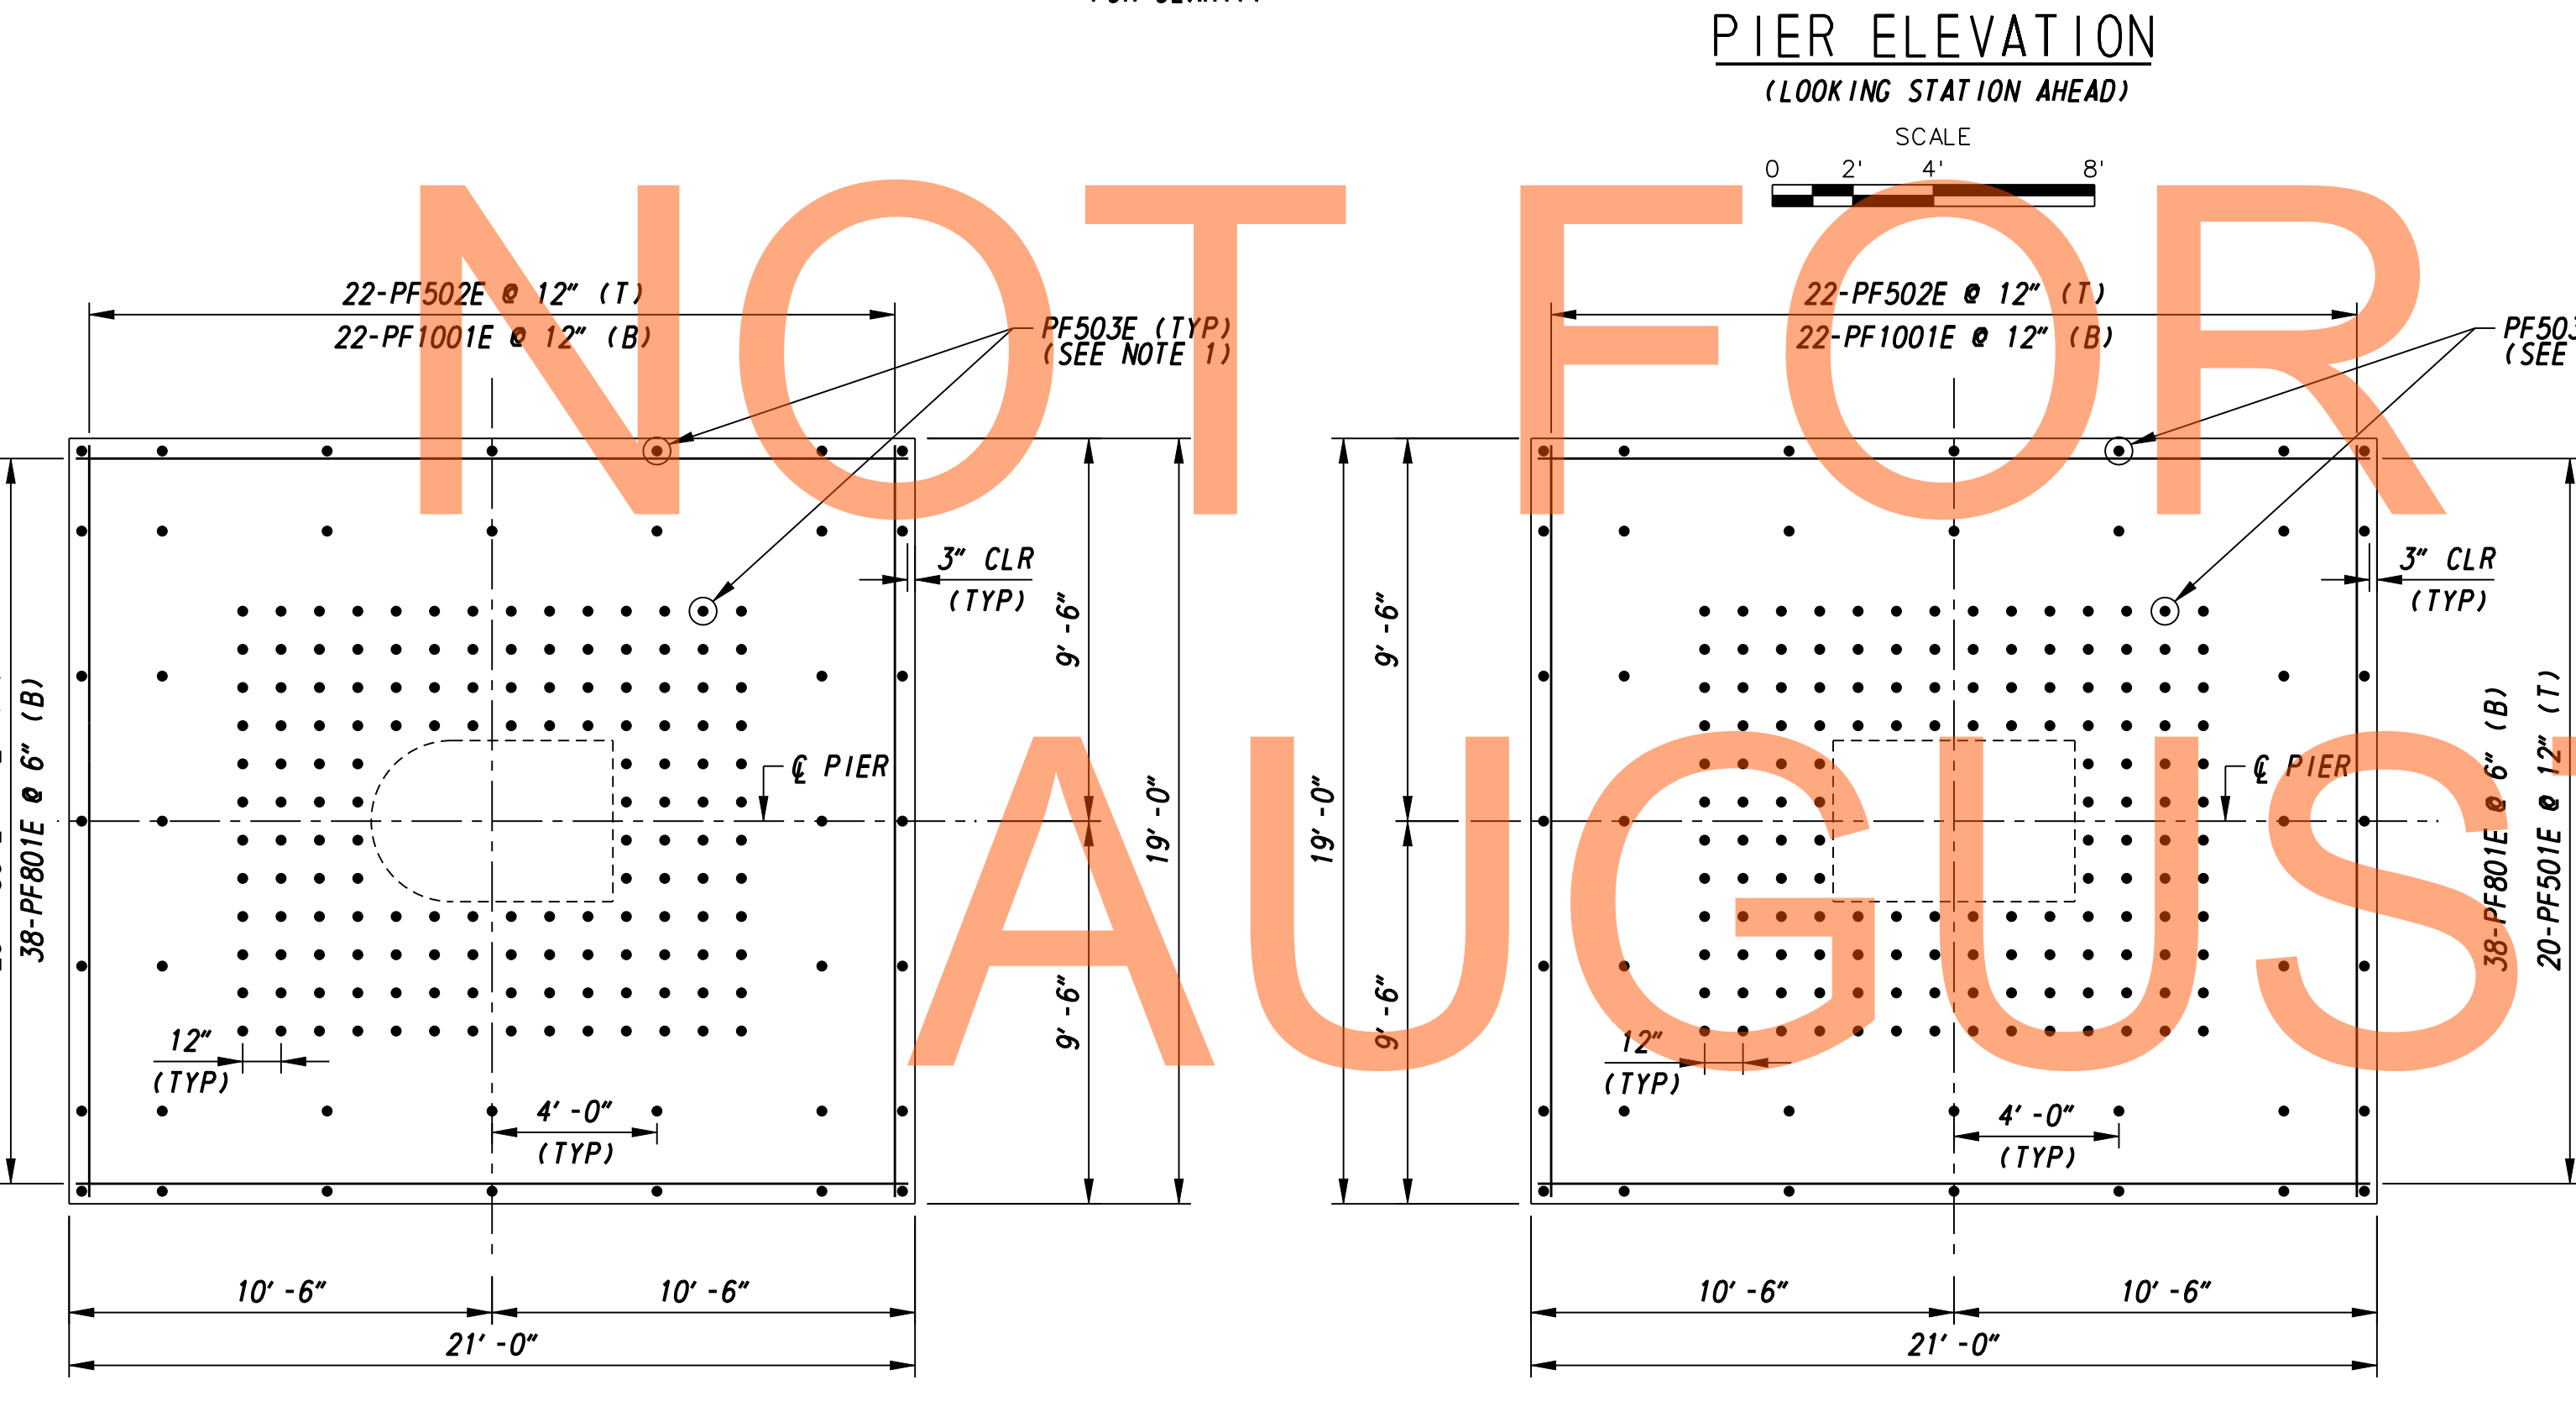 PIER ELEVATION
(LOOKING STATION AHEAD)
SCALE
0 2' 4' 8'
NOT FOR
22-PF502E @ 12" (T)
22-PF1001E @ 12" (B)
PF503E (TYP)
(SEE NOTE 1)
22-PF502E @ 12" (T)
22-PF1001E @ 12" (B)
PF503
(SEE
3" CLR
(TYP)
3" CLR
(TYP)
38-PF801E @ 6" (B)
9'-6"
9'-6"
19'-0"
℄ PIER
19'-0"
9'-6"
9'-6"
℄ PIER
38-PF801E @ 6" (B)
20-PF501E @ 12" (T)
AUGUS
12"
(TYP)
4'-0"
(TYP)
12"
(TYP)
4'-0"
(TYP)
10'-6" 10'-6"
21'-0"
10'-6" 10'-6"
21'-0"